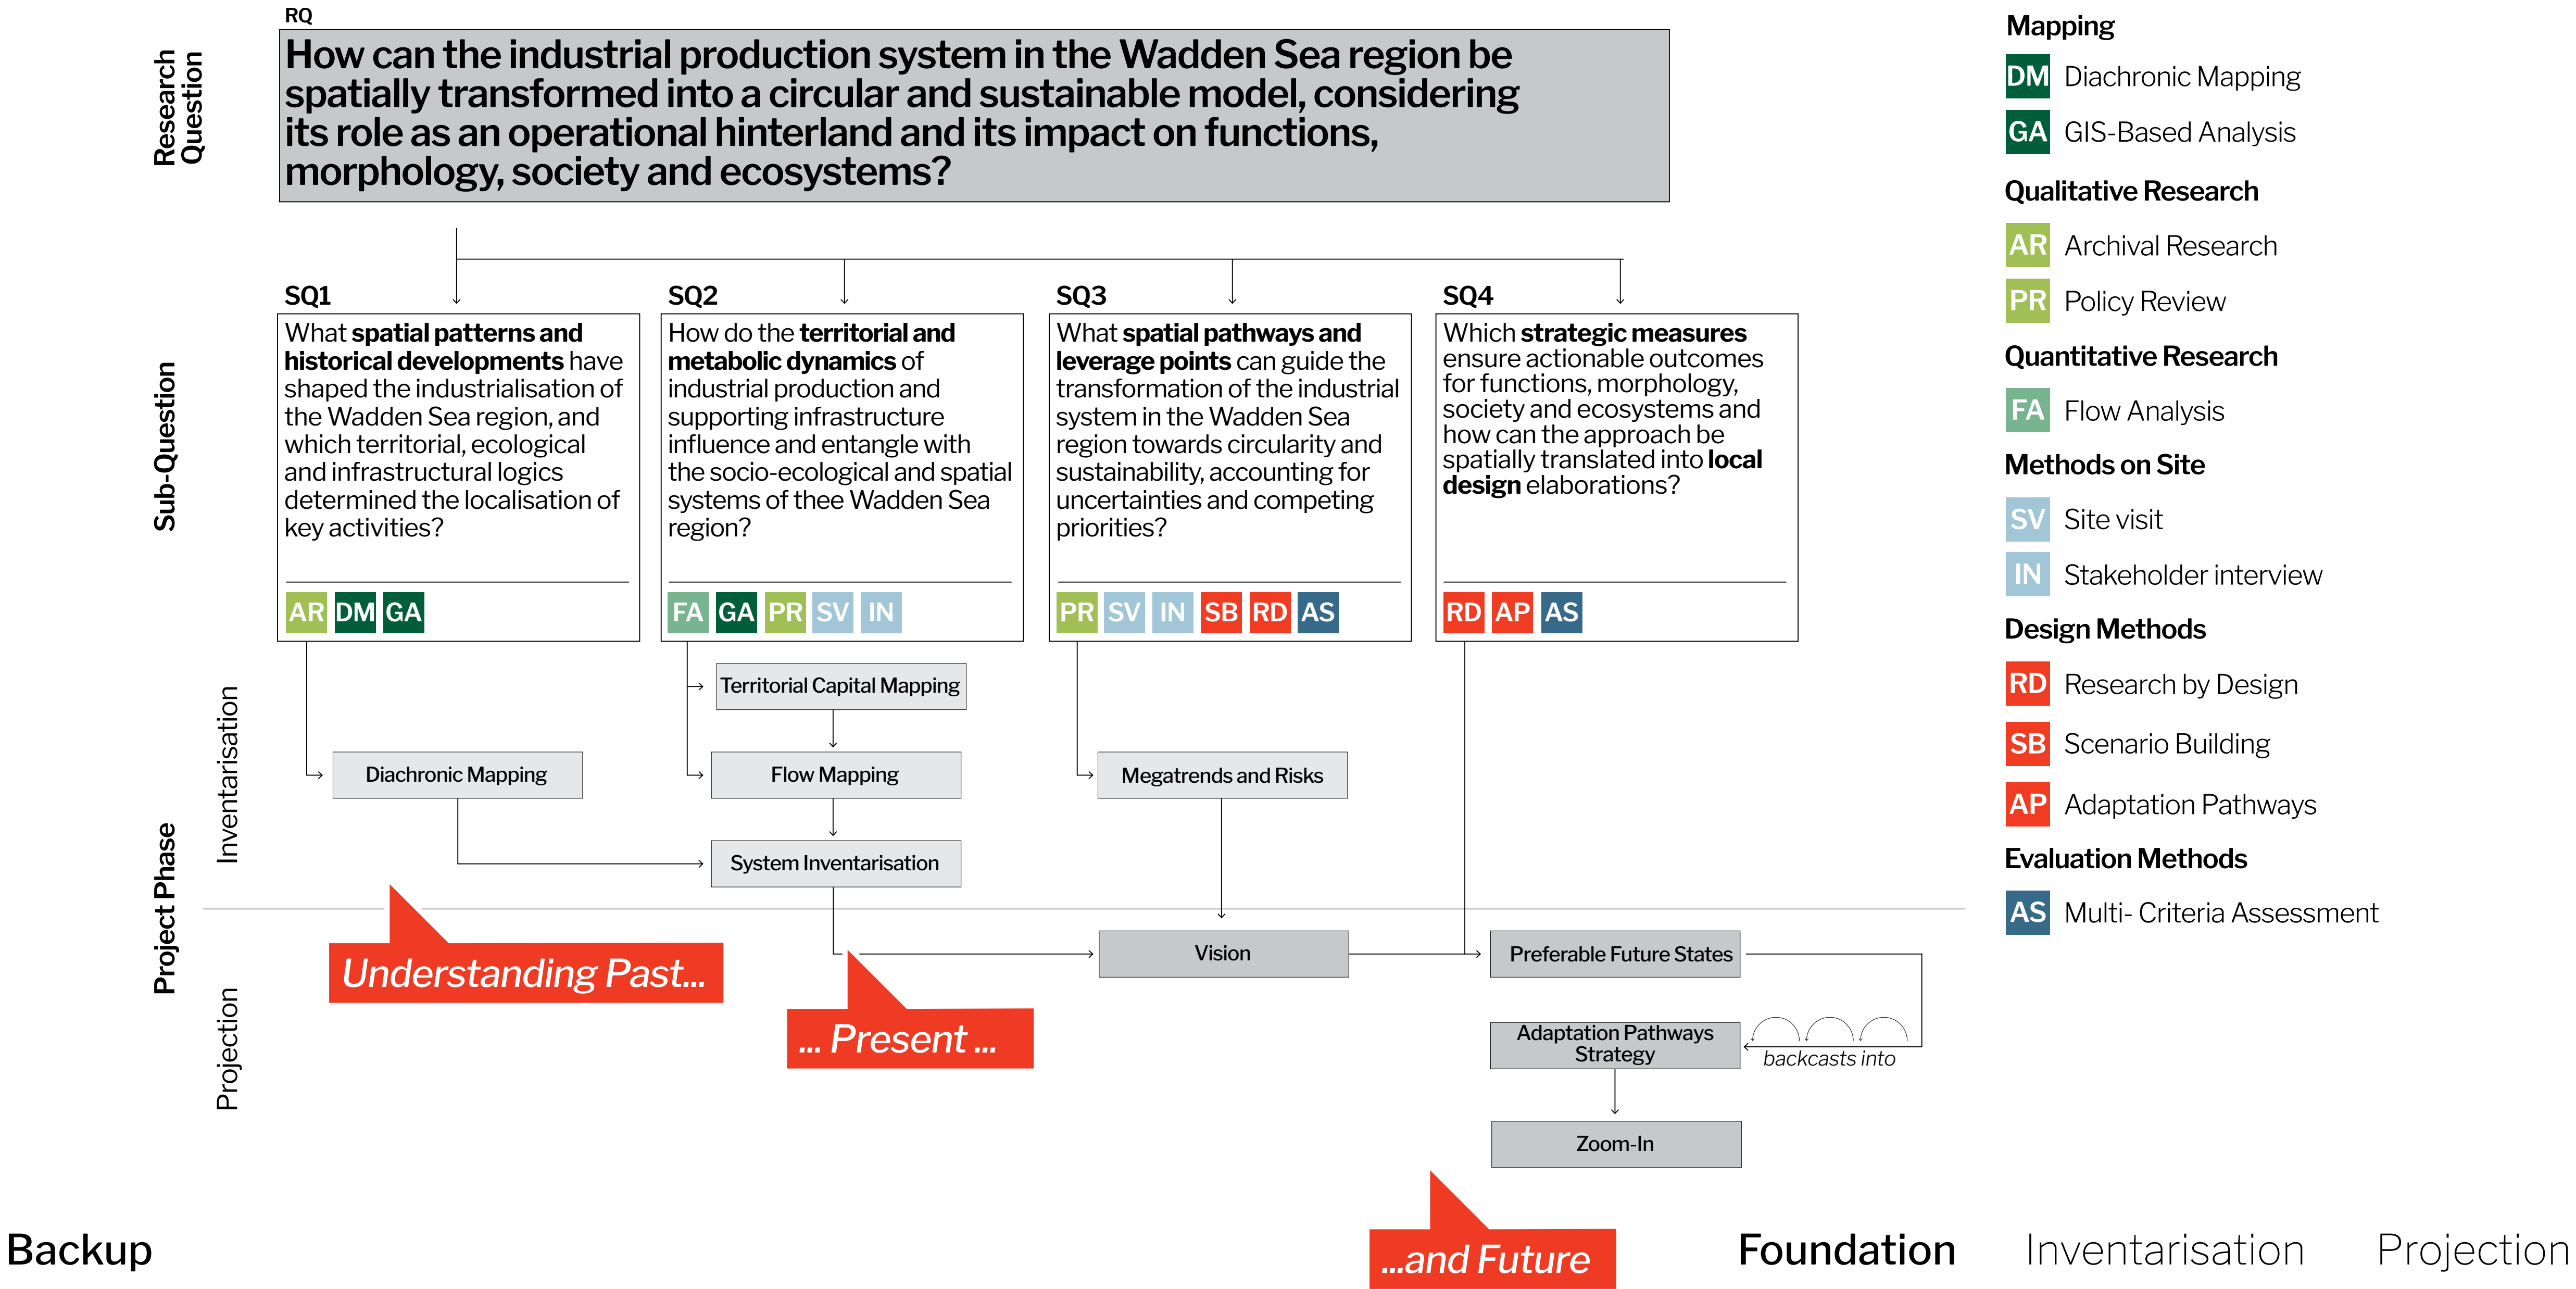 RQ
Research
Question
How can the industrial production system in the Wadden Sea region be
spatially transformed into a circular and sustainable model, considering
its role as an operational hinterland and its impact on functions,
morphology, society and ecosystems?
Sub-Question
SQ1
What spatial patterns and
historical developments have
shaped the industrialisation of
the Wadden Sea region, and
which territorial, ecological
and infrastructural logics
determined the localisation of
key activities?
AR DM GA
SQ2
How do the territorial and
metabolic dynamics of
industrial production and
supporting infrastructure
influence and entangle with
the socio-ecological and spatial
systems of thee Wadden Sea
region?
FA GA PR SV IN
SQ3
What spatial pathways and
leverage points can guide the
transformation of the industrial
system in the Wadden Sea
region towards circularity and
sustainability, accounting for
uncertainties and competing
priorities?
PR SV IN SB RD AS
SQ4
Which strategic measures
ensure actionable outcomes
for functions, morphology,
society and ecosystems and
how can the approach be
spatially translated into local
design elaborations?
RD AP AS
Project Phase
Inventarisation
Territorial Capital Mapping
Diachronic Mapping
Flow Mapping
Megatrends and Risks
System Inventarisation
Projection
Understanding Past...
... Present ...
Vision
Preferable Future States
Adaptation Pathways
Strategy
backcasts into
Zoom-In
...and Future
Mapping
DM Diachronic Mapping
GA GIS-Based Analysis
Qualitative Research
AR Archival Research
PR Policy Review
Quantitative Research
FA Flow Analysis
Methods on Site
SV Site visit
IN Stakeholder interview
Design Methods
RD Research by Design
SB Scenario Building
AP Adaptation Pathways
Evaluation Methods
AS Multi- Criteria Assessment
Backup
Foundation
Inventarisation
Projection